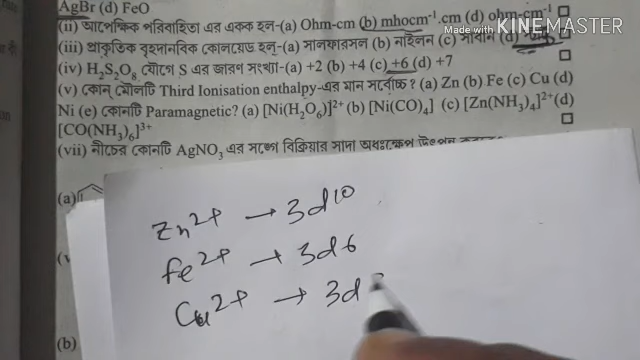 AgBr (d) FeO
(ii) আপেক্ষিক পরিবাহিতা এর একক হল-(a) Ohm-cm (b) mhocm⁻¹.cm (d) ohm-cm⁻¹
Made with KINEMASTER
(iii) প্রাকৃতিক বৃহদানবিক কোলয়েড হল-(a) সালফারসল (b) নাইলন (c) সাবান (d)
(iv) H₂S₂O₈ যৌগে S এর জারণ সংখ্যা-(a) +2 (b) +4 (c) +6 (d) +7
(v) কোন্ মৌলটি Third Ionisation enthalpy-এর মান সর্বোচ্চ ? (a) Zn (b) Fe (c) Cu (d)
Ni (e) কোনটি Paramagnetic? (a) [Ni(H₂O₆)]²⁺ (b) [Ni(CO)₄] (c) [Zn(NH₃)₄]²⁺(d)
[CO(NH₃)₆]³⁺
(vii) নীচের কোনটি AgNO₃ এর সঙ্গে বিক্রিয়ার সাদা অধঃক্ষেপ উৎপন্ন
(a)
Zn²⁺ → 3d10
Fe²⁺ → 3d6
Cu²⁺ → 3d
(b)